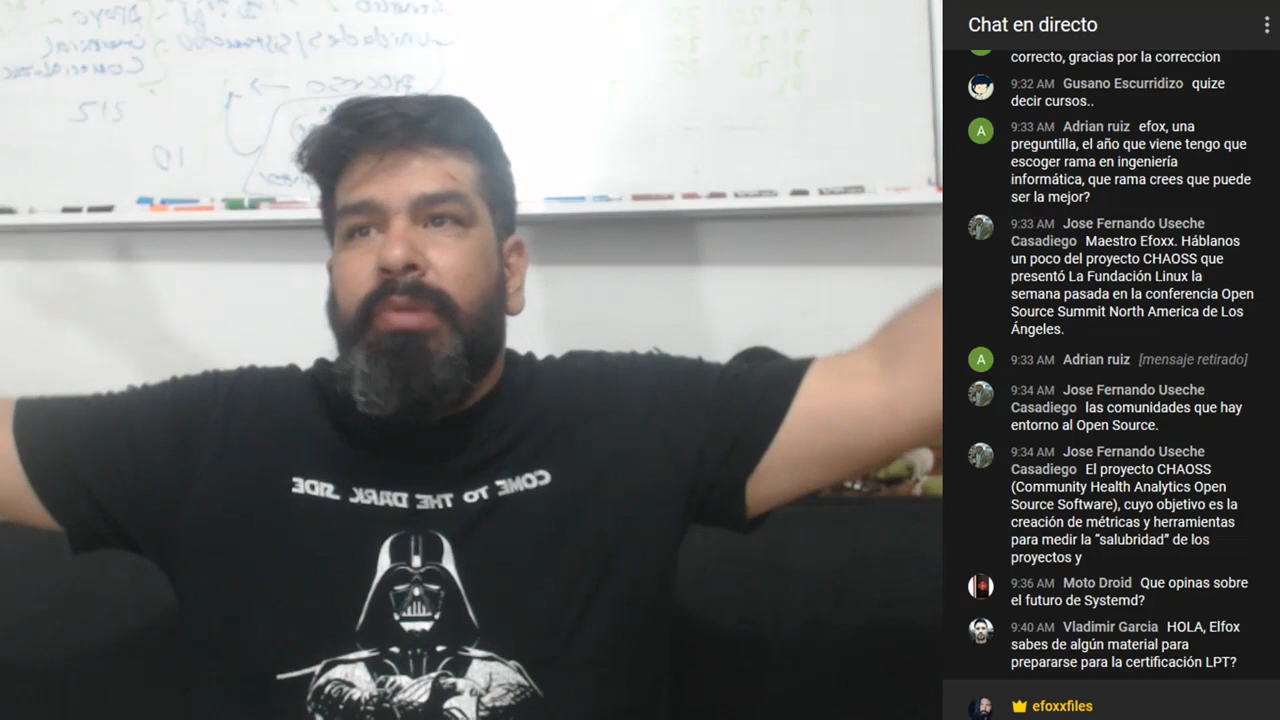 Chat en directo
correcto, gracias por la correccion
9:32 AM Gusano Escurridizo quize
decir cursos..
A
9:33 AM Adrian ruiz efox, una
preguntilla, el año que viene tengo que
escoger rama en ingeniería
informática, que rama crees que puede
ser la mejor?
9:33 AM Jose Fernando Useche
Casadiego Maestro Efoxx. Háblanos
un poco del proyecto CHAOSS que
presentó La Fundación Linux la
semana pasada en la conferencia Open
Source Summit North America de Los
Ángeles.
A
9:33 AM Adrian ruiz [mensaje retirado]
9:34 AM Jose Fernando Useche
Casadiego las comunidades que hay
entorno al Open Source.
9:34 AM Jose Fernando Useche
Casadiego El proyecto CHAOSS
(Community Health Analytics Open
Source Software), cuyo objetivo es la
creación de métricas y herramientas
para medir la “salubridad” de los
proyectos y
9:36 AM Moto Droid Que opinas sobre
el futuro de Systemd?
9:40 AM Vladimir Garcia HOLA, Elfox
sabes de algún material para
prepararse para la certificación LPT?
efoxxfiles
COME TO THE DARK SIDE
proceso
212
10